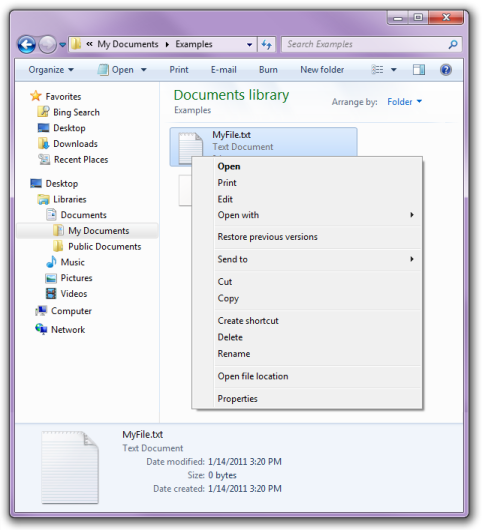 « My Documents ▸ Examples
Search Examples
Organize ▾ Open ▾ Print E-mail Burn New folder
Favorites
Bing Search
Desktop
Downloads
Recent Places
Desktop
Libraries
Documents
My Documents
Public Documents
Music
Pictures
Videos
Computer
Network
Documents library
Examples
Arrange by: Folder ▾
MyFile.txt
Text Document
Open
Print
Edit
Open with
Restore previous versions
Send to
Cut
Copy
Create shortcut
Delete
Rename
Open file location
Properties
MyFile.txt
Text Document
Date modified: 1/14/2011 3:20 PM
Size: 0 bytes
Date created: 1/14/2011 3:20 PM